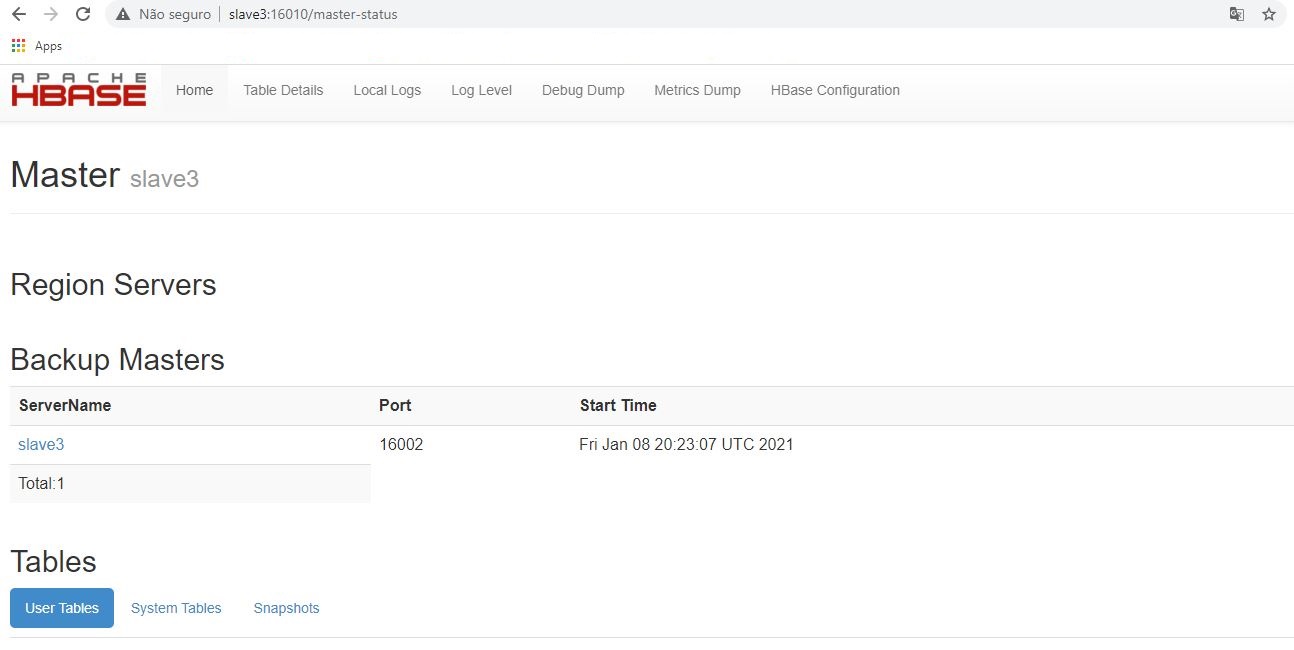 Não seguro | slave3:16010/master-status
Apps
APACHE
HBASE
Home Table Details Local Logs Log Level Debug Dump Metrics Dump HBase Configuration
Master slave3
Region Servers
Backup Masters
ServerName Port Start Time
slave3 16002 Fri Jan 08 20:23:07 UTC 2021
Total:1
Tables
User Tables System Tables Snapshots